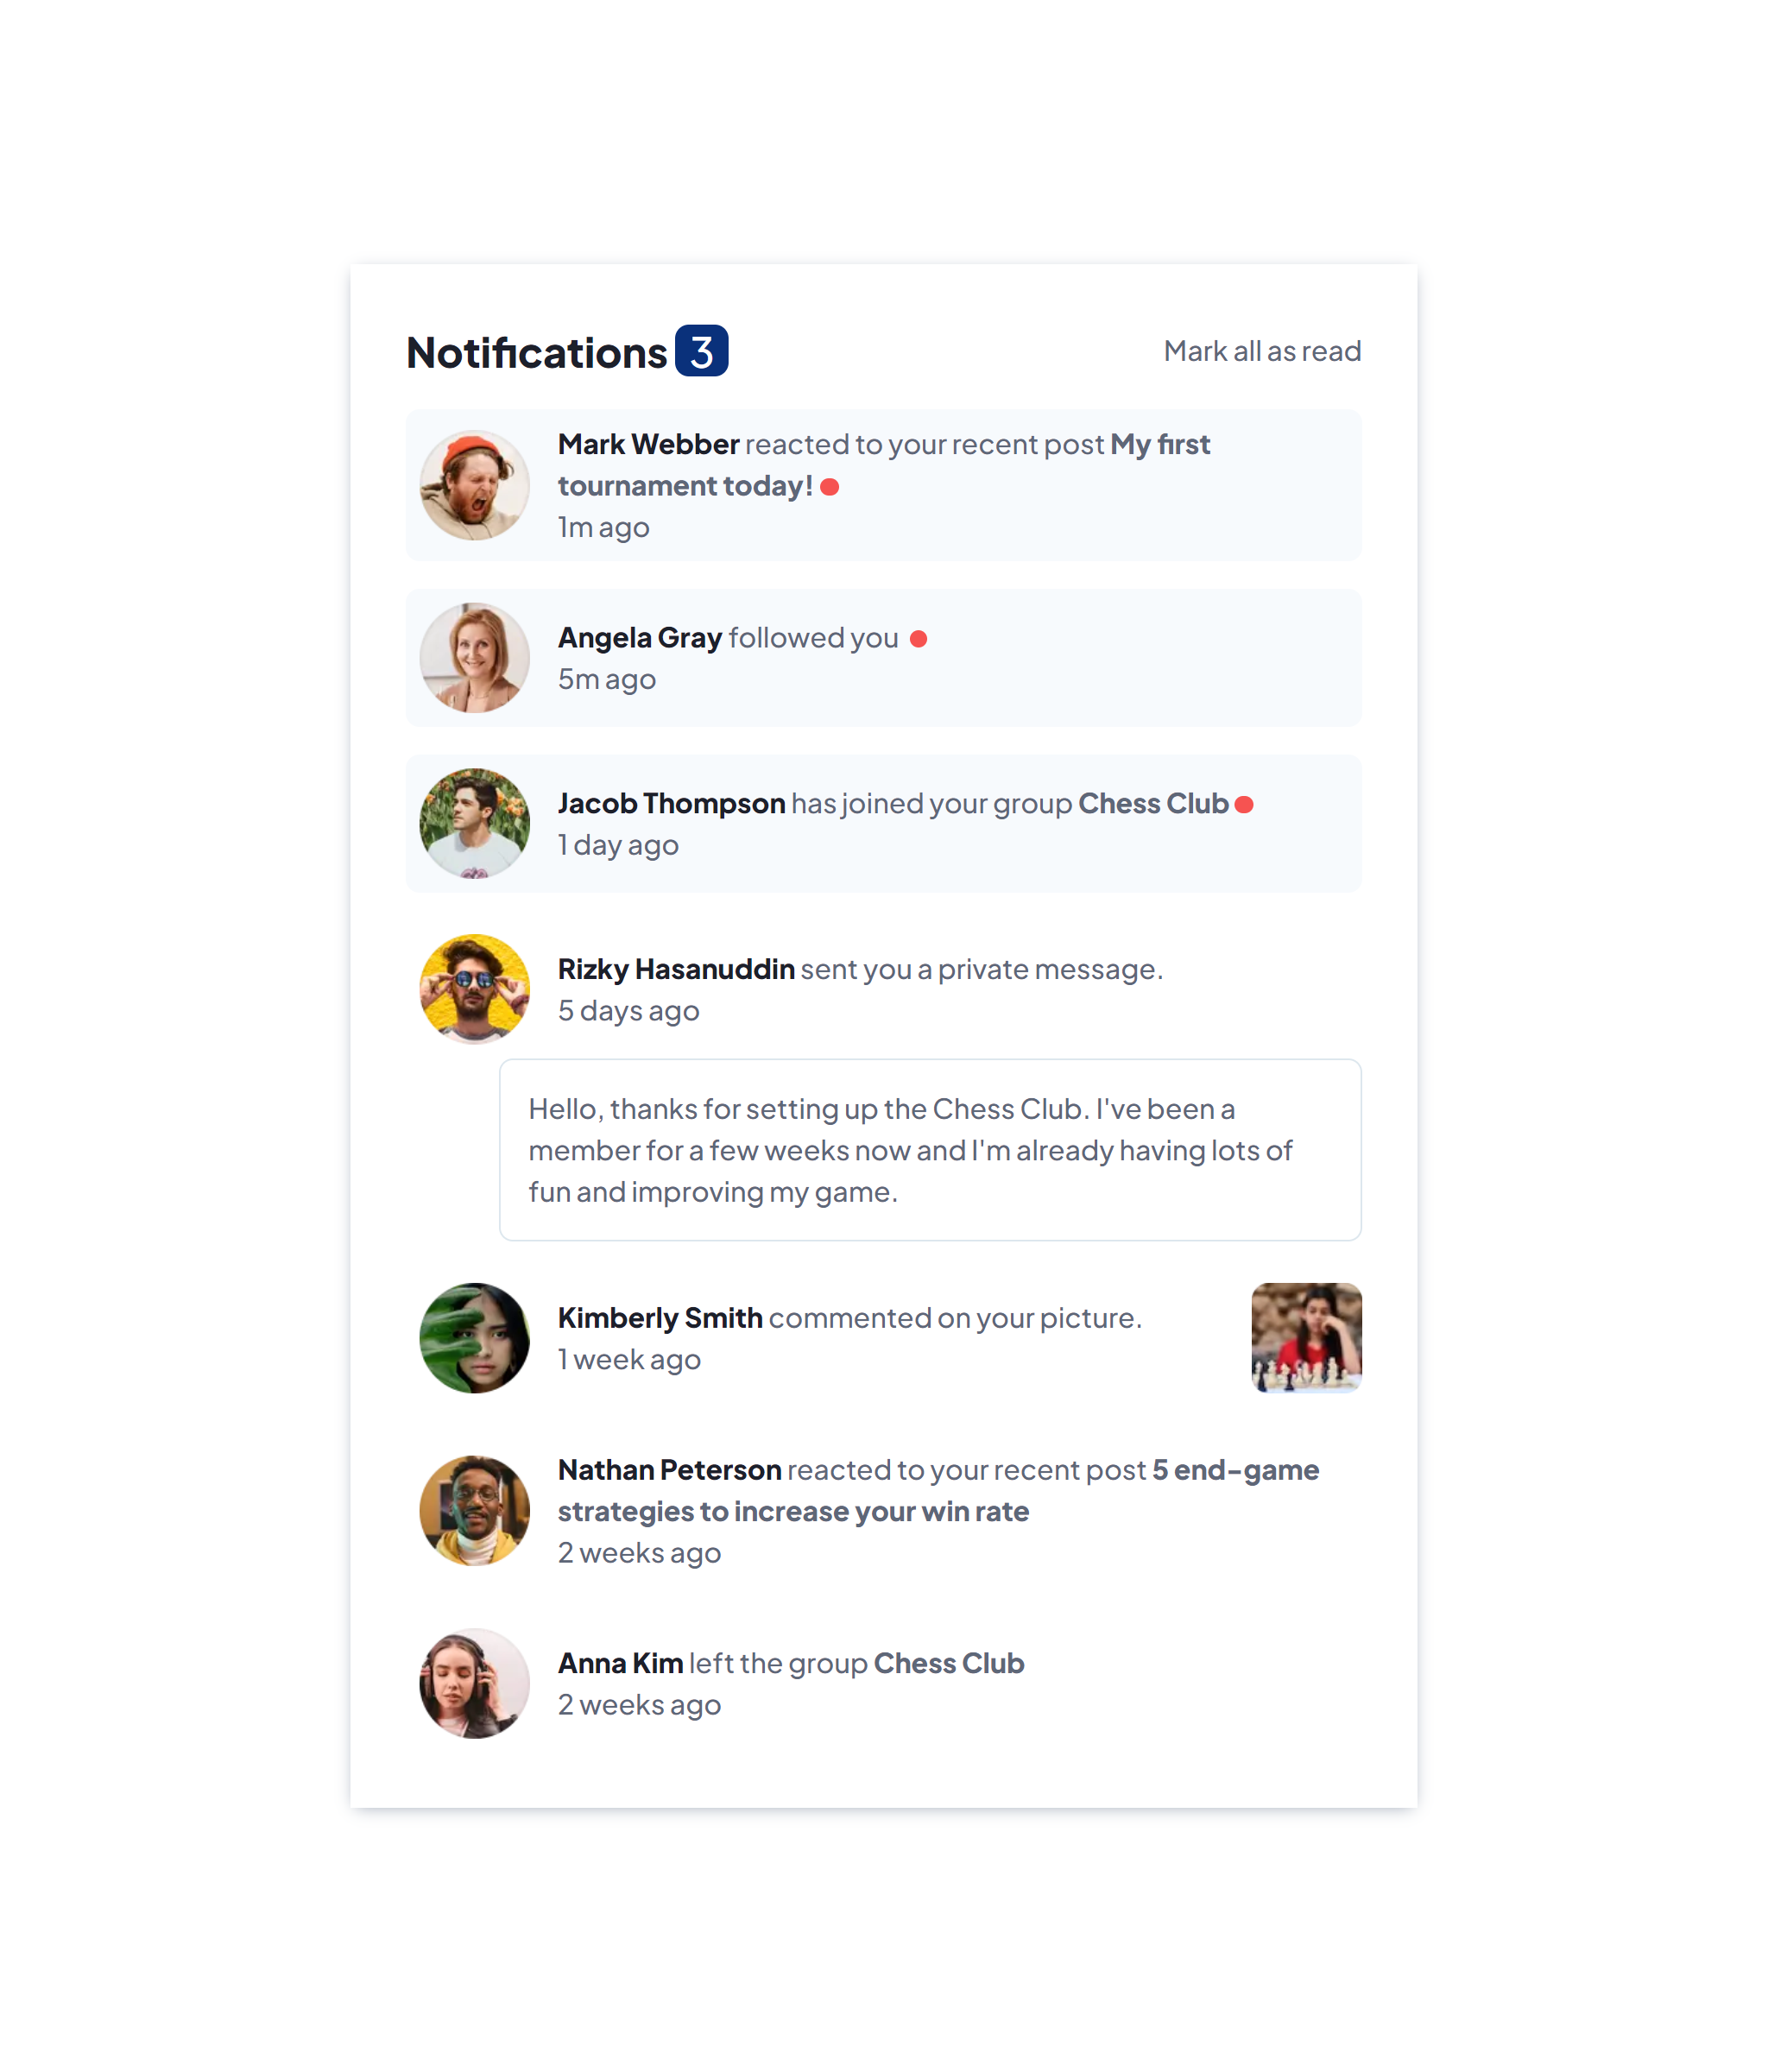 Notifications 3
Mark all as read
Mark Webber reacted to your recent post My first
tournament today!
1m ago
Angela Gray followed you
5m ago
Jacob Thompson has joined your group Chess Club
1 day ago
Rizky Hasanuddin sent you a private message.
5 days ago
Hello, thanks for setting up the Chess Club. I've been a
member for a few weeks now and I'm already having lots of
fun and improving my game.
Kimberly Smith commented on your picture.
1 week ago
Nathan Peterson reacted to your recent post 5 end-game
strategies to increase your win rate
2 weeks ago
Anna Kim left the group Chess Club
2 weeks ago